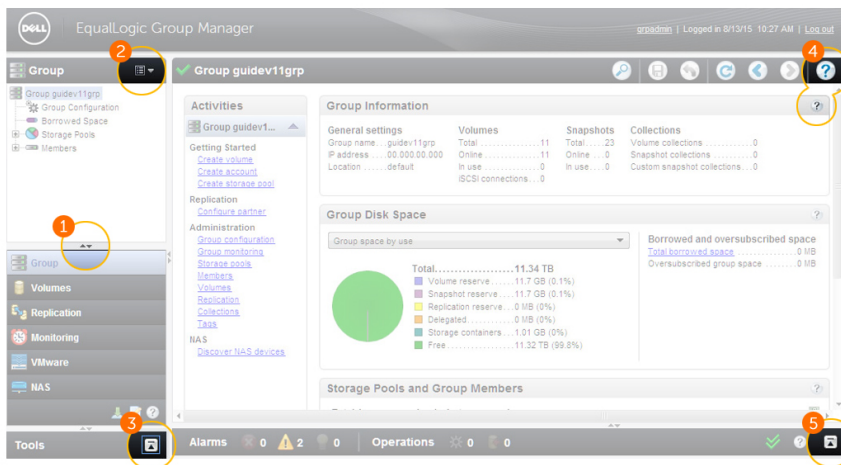 DELL EqualLogic Group Manager
grpadmin | Logged in 8/13/15 10:27 AM | Log out
2
4
Group
Group guidev11grp
Group guidev11grp
Group Configuration
Borrowed Space
Storage Pools
Members
1
Group
Volumes
Replication
Monitoring
VMware
NAS
3
Tools
Activities
Group guidev1...
Getting Started
Create volume
Create account
Create storage pool
Replication
Configure partner
Administration
Group configuration
Group monitoring
Storage pools
Members
Volumes
Replication
Collections
Tags
NAS
Discover NAS devices
Group Information
General settings
Group name...guidev11grp
IP address ....00.000.00.000
Location .......default
Volumes
Total...................11
Online.................11
In use ..................0
iSCSI connections...0
Snapshots
Total.....23
Online ...0
In use....0
Collections
Volume collections ............0
Snapshot collections ..........0
Custom snapshot collections...0
Group Disk Space
Group space by use
Total...................11.34 TB
Volume reserve....11.7 GB (0.1%)
Snapshot reserve...11.7 GB (0.1%)
Replication reserve...0 MB (0%)
Delegated..............0 MB (0%)
Storage containers...1.01 GB (0%)
Free.....................11.32 TB (99.8%)
Borrowed and oversubscribed space
Total borrowed space ..............0 MB
Oversubscribed group space ........0 MB
Storage Pools and Group Members
5
Alarms 0 2 0 Operations 0 0